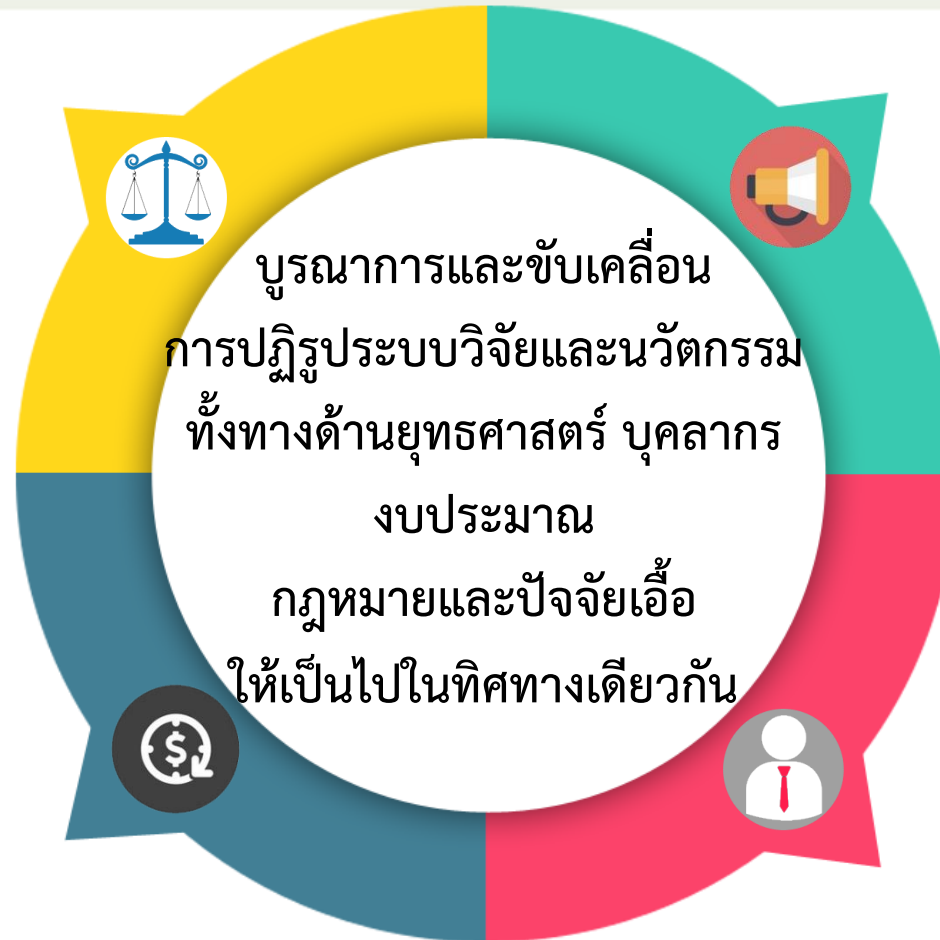 บูรณาการและขับเคลื่อน
การปฏิรูประบบวิจัยและนวัตกรรม
ทั้งทางด้านยุทธศาสตร์ บุคลากร
งบประมาณ
กฎหมายและปัจจัยเอื้อ
ให้เป็นไปในทิศทางเดียวกัน
$